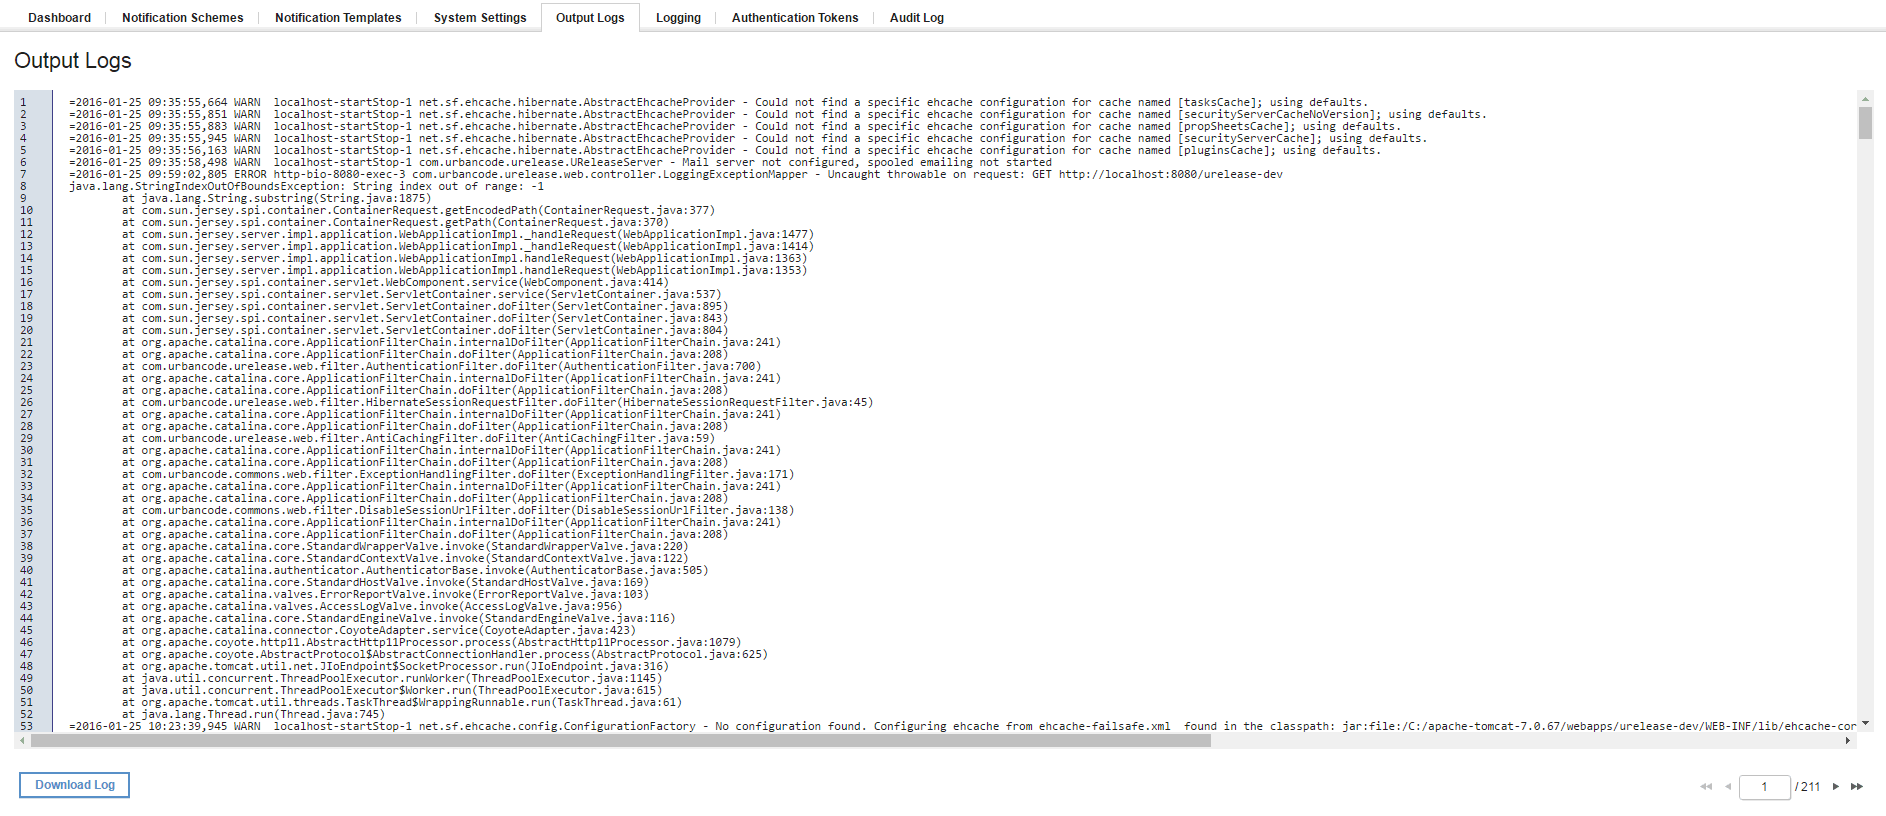 Dashboard Notification Schemes Notification Templates System Settings Output Logs Logging Authentication Tokens Audit Log
Output Logs
1 =2016-01-25 09:35:55,664 WARN  localhost-startStop-1 net.sf.ehcache.hibernate.AbstractEhcacheProvider - Could not find a specific ehcache configuration for cache named [tasksCache]; using defaults.
2 =2016-01-25 09:35:55,851 WARN  localhost-startStop-1 net.sf.ehcache.hibernate.AbstractEhcacheProvider - Could not find a specific ehcache configuration for cache named [securityServerCacheNoVersion]; using defaults.
3 =2016-01-25 09:35:55,883 WARN  localhost-startStop-1 net.sf.ehcache.hibernate.AbstractEhcacheProvider - Could not find a specific ehcache configuration for cache named [propSheetsCache]; using defaults.
4 =2016-01-25 09:35:55,945 WARN  localhost-startStop-1 net.sf.ehcache.hibernate.AbstractEhcacheProvider - Could not find a specific ehcache configuration for cache named [securityServerCache]; using defaults.
5 =2016-01-25 09:35:56,163 WARN  localhost-startStop-1 net.sf.ehcache.hibernate.AbstractEhcacheProvider - Could not find a specific ehcache configuration for cache named [pluginsCache]; using defaults.
6 =2016-01-25 09:35:58,498 WARN  localhost-startStop-1 com.urbancode.urelease.UReleaseServer - Mail server not configured, spooled emailing not started
7 =2016-01-25 09:59:02,805 ERROR http-bio-8080-exec-3 com.urbancode.urelease.web.controller.LoggingExceptionMapper - Uncaught throwable on request: GET http://localhost:8080/urelease-dev
8 java.lang.StringIndexOutOfBoundsException: String index out of range: -1
9 at java.lang.String.substring(String.java:1875)
10 at com.sun.jersey.spi.container.ContainerRequest.getEncodedPath(ContainerRequest.java:377)
11 at com.sun.jersey.spi.container.ContainerRequest.getPath(ContainerRequest.java:370)
12 at com.sun.jersey.server.impl.application.WebApplicationImpl._handleRequest(WebApplicationImpl.java:1477)
13 at com.sun.jersey.server.impl.application.WebApplicationImpl._handleRequest(WebApplicationImpl.java:1414)
14 at com.sun.jersey.server.impl.application.WebApplicationImpl.handleRequest(WebApplicationImpl.java:1363)
15 at com.sun.jersey.server.impl.application.WebApplicationImpl.handleRequest(WebApplicationImpl.java:1353)
16 at com.sun.jersey.spi.container.servlet.WebComponent.service(WebComponent.java:414)
17 at com.sun.jersey.spi.container.servlet.ServletContainer.service(ServletContainer.java:537)
18 at com.sun.jersey.spi.container.servlet.ServletContainer.doFilter(ServletContainer.java:895)
19 at com.sun.jersey.spi.container.servlet.ServletContainer.doFilter(ServletContainer.java:843)
20 at com.sun.jersey.spi.container.servlet.ServletContainer.doFilter(ServletContainer.java:804)
21 at org.apache.catalina.core.ApplicationFilterChain.internalDoFilter(ApplicationFilterChain.java:241)
22 at org.apache.catalina.core.ApplicationFilterChain.doFilter(ApplicationFilterChain.java:208)
23 at com.urbancode.urelease.web.filter.AuthenticationFilter.doFilter(AuthenticationFilter.java:700)
24 at org.apache.catalina.core.ApplicationFilterChain.internalDoFilter(ApplicationFilterChain.java:241)
25 at org.apache.catalina.core.ApplicationFilterChain.doFilter(ApplicationFilterChain.java:208)
26 at com.urbancode.urelease.web.filter.HibernateSessionRequestFilter.doFilter(HibernateSessionRequestFilter.java:45)
27 at org.apache.catalina.core.ApplicationFilterChain.internalDoFilter(ApplicationFilterChain.java:241)
28 at org.apache.catalina.core.ApplicationFilterChain.doFilter(ApplicationFilterChain.java:208)
29 at com.urbancode.urelease.web.filter.AntiCachingFilter.doFilter(AntiCachingFilter.java:59)
30 at org.apache.catalina.core.ApplicationFilterChain.internalDoFilter(ApplicationFilterChain.java:241)
31 at org.apache.catalina.core.ApplicationFilterChain.doFilter(ApplicationFilterChain.java:208)
32 at com.urbancode.commons.web.filter.ExceptionHandlingFilter.doFilter(ExceptionHandlingFilter.java:171)
33 at org.apache.catalina.core.ApplicationFilterChain.internalDoFilter(ApplicationFilterChain.java:241)
34 at org.apache.catalina.core.ApplicationFilterChain.doFilter(ApplicationFilterChain.java:208)
35 at com.urbancode.commons.web.filter.DisableSessionUrlFilter.doFilter(DisableSessionUrlFilter.java:138)
36 at org.apache.catalina.core.ApplicationFilterChain.internalDoFilter(ApplicationFilterChain.java:241)
37 at org.apache.catalina.core.ApplicationFilterChain.doFilter(ApplicationFilterChain.java:208)
38 at org.apache.catalina.core.StandardWrapperValve.invoke(StandardWrapperValve.java:220)
39 at org.apache.catalina.core.StandardContextValve.invoke(StandardContextValve.java:122)
40 at org.apache.catalina.authenticator.AuthenticatorBase.invoke(AuthenticatorBase.java:505)
41 at org.apache.catalina.core.StandardHostValve.invoke(StandardHostValve.java:169)
42 at org.apache.catalina.valves.ErrorReportValve.invoke(ErrorReportValve.java:103)
43 at org.apache.catalina.valves.AccessLogValve.invoke(AccessLogValve.java:956)
44 at org.apache.catalina.core.StandardEngineValve.invoke(StandardEngineValve.java:116)
45 at org.apache.catalina.connector.CoyoteAdapter.service(CoyoteAdapter.java:423)
46 at org.apache.coyote.http11.AbstractHttp11Processor.process(AbstractHttp11Processor.java:1079)
47 at org.apache.coyote.AbstractProtocol$AbstractConnectionHandler.process(AbstractProtocol.java:625)
48 at org.apache.tomcat.util.net.JIoEndpoint$SocketProcessor.run(JIoEndpoint.java:316)
49 at java.util.concurrent.ThreadPoolExecutor.runWorker(ThreadPoolExecutor.java:1145)
50 at java.util.concurrent.ThreadPoolExecutor$Worker.run(ThreadPoolExecutor.java:615)
51 at org.apache.tomcat.util.threads.TaskThread$WrappingRunnable.run(TaskThread.java:61)
52 at java.lang.Thread.run(Thread.java:745)
53 =2016-01-25 10:23:39,945 WARN  localhost-startStop-1 net.sf.ehcache.config.ConfigurationFactory - No configuration found. Configuring ehcache from ehcache-failsafe.xml  found in the classpath: jar:file:/C:/apache-tomcat-7.0.67/webapps/urelease-dev/WEB-INF/lib/ehcache-cor
Download Log
1 / 211